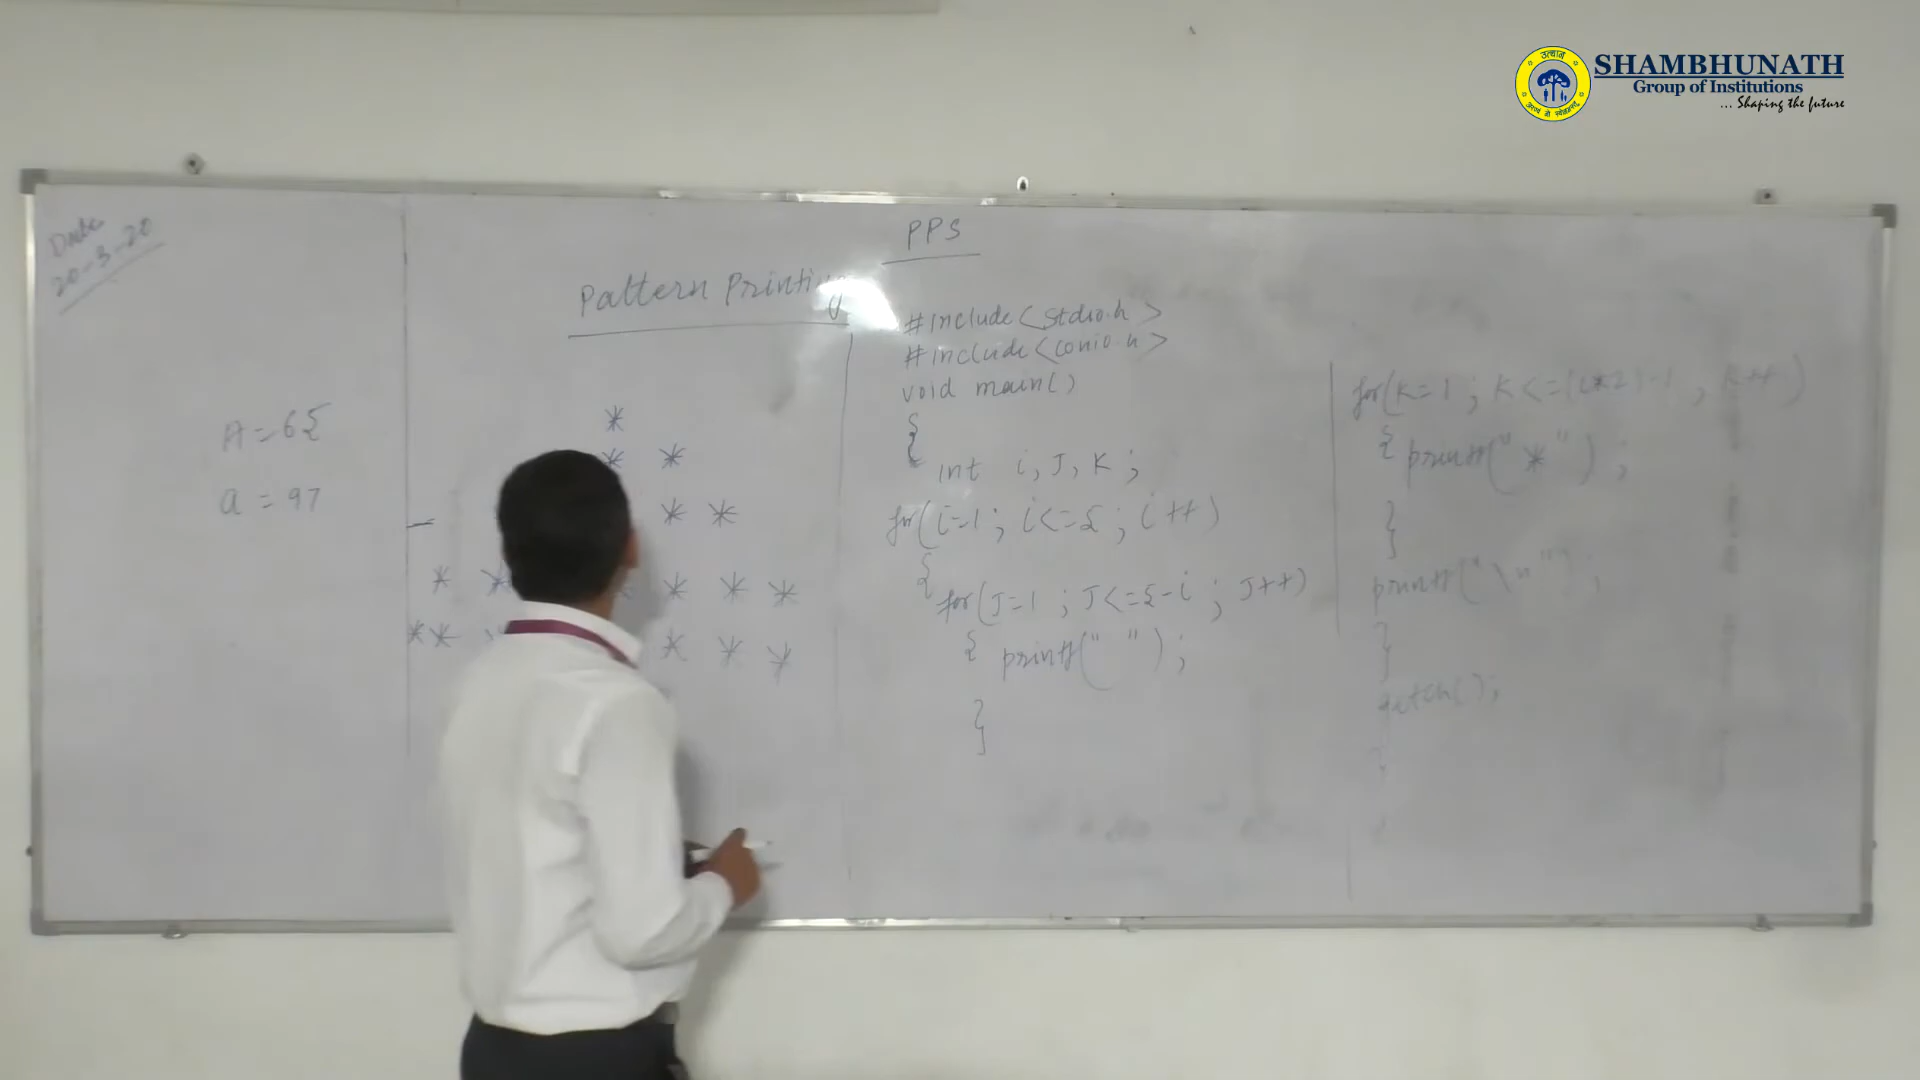 उत्थान
SHAMBHUNATH
Group of Institutions
... Shaping the future
Date
20-3-20
PPS
Pattern Printing
A = 65
a = 97
*
* *
* *
* * * * *
* * * * *
#include<stdio.h>
#include<conio.h>
void main()
{
int i, J, K ;
for(i=1 ; i<=5 ; i++)
{
for(J=1 ; J<=5-i ; J++)
{ printf(" ") ;
}
for(K=1 ; K<=(i*2)-1 , K++)
{ printf("*") ;
}
printf("\n") ;
}
getch();
}